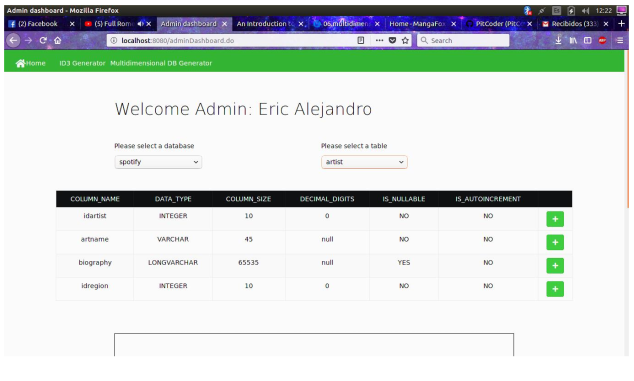 Admin dashboard - Mozilla Firefox
12:22
(2) Facebook
(5) Full Rom
Admin dashboard
An Introduction t
06.multidimen
Home - MangaFox
PitCoder (PitC
Recibidos (333
localhost:8080/adminDashboard.do
Search
Home ID3 Generator Multidimensional DB Generator
Welcome Admin: Eric Alejandro
Please select a database Please select a table
spotify artist
COLUMN_NAME DATA_TYPE COLUMN_SIZE DECIMAL_DIGITS IS_NULLABLE IS_AUTOINCREMENT
idartist INTEGER 10 0 NO NO +
artname VARCHAR 45 null NO NO +
biography LONGVARCHAR 65535 null YES NO +
idregion INTEGER 10 0 NO NO +